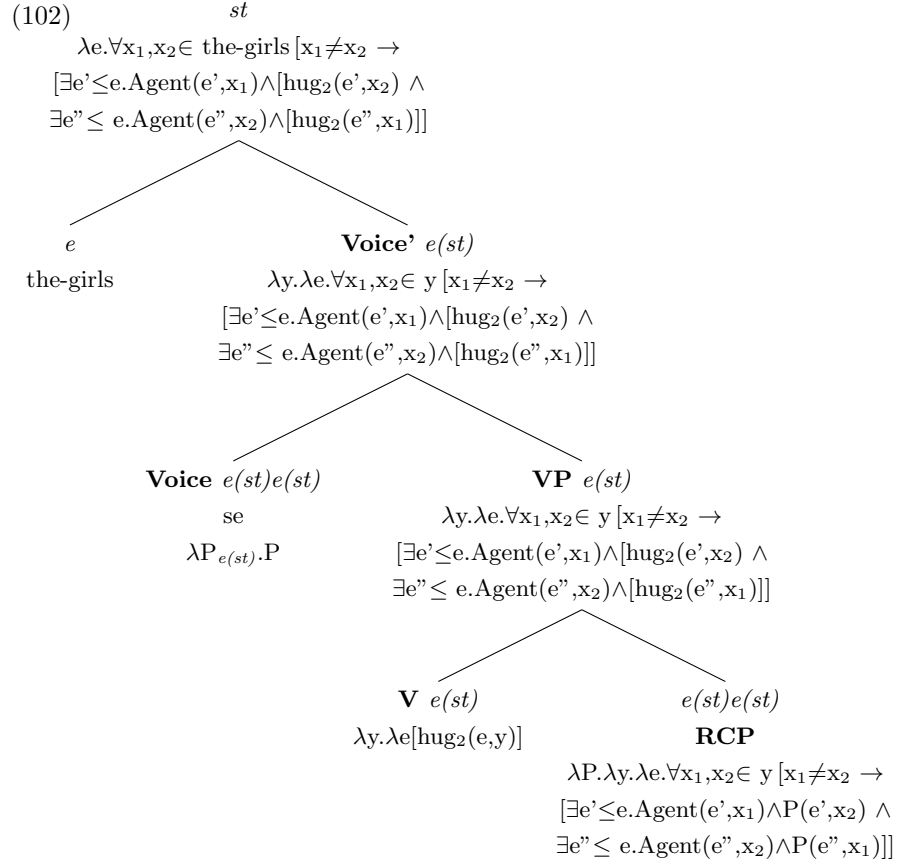 (102) st
λe.∀x₁,x₂∈ the-girls [x₁≠x₂ →
[∃e'≤e.Agent(e',x₁)∧[hug₂(e',x₂) ∧
∃e”≤ e.Agent(e”,x₂)∧[hug₂(e”,x₁)]]
e
the-girls
Voice’ e(st)
λy.λe.∀x₁,x₂∈ y [x₁≠x₂ →
[∃e'≤e.Agent(e',x₁)∧[hug₂(e',x₂) ∧
∃e”≤ e.Agent(e”,x₂)∧[hug₂(e”,x₁)]]
Voice e(st)e(st)
se
λP_e(st).P
VP e(st)
λy.λe.∀x₁,x₂∈ y [x₁≠x₂ →
[∃e'≤e.Agent(e',x₁)∧[hug₂(e',x₂) ∧
∃e”≤ e.Agent(e”,x₂)∧[hug₂(e”,x₁)]]
V e(st)
λy.λe[hug₂(e,y)]
e(st)e(st)
RCP
λP.λy.λe.∀x₁,x₂∈ y [x₁≠x₂ →
[∃e'≤e.Agent(e',x₁)∧P(e',x₂) ∧
∃e”≤ e.Agent(e”,x₂)∧P(e”,x₁)]]